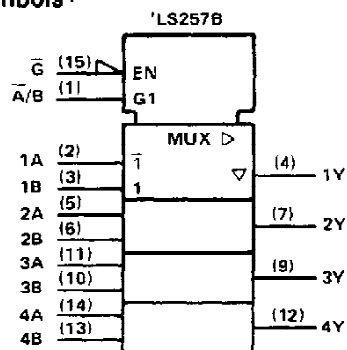 'LS257B
G (15) EN
A/B (1) G1
MUX ▷
1A (2) 1 (4) 1Y
1B (3) 1
2A (5) (7) 2Y
2B (6)
3A (11) (9) 3Y
3B (10)
4A (14) (12) 4Y
4B (13)